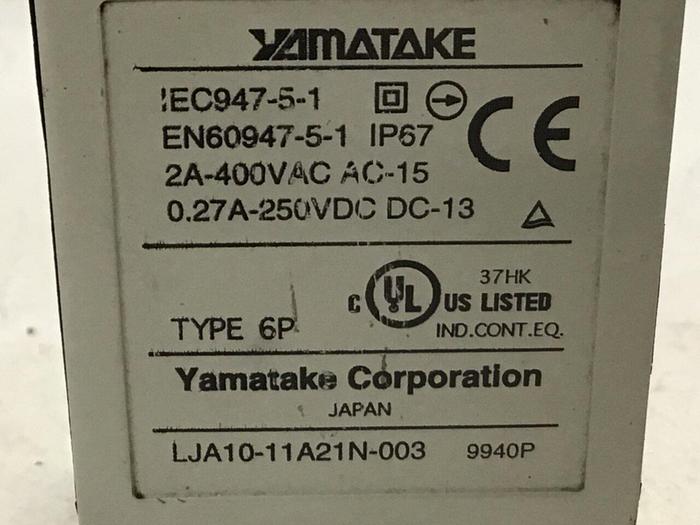 YAMATAKE
IEC947-5-1
EN60947-5-1 IP67
CE
2A-400VAC AC-15
0.27A-250VDC DC-13
37HK
C UL US LISTED
TYPE 6P
IND.CONT.EQ.
Yamatake Corporation
JAPAN
LJA10-11A21N-003 9940P